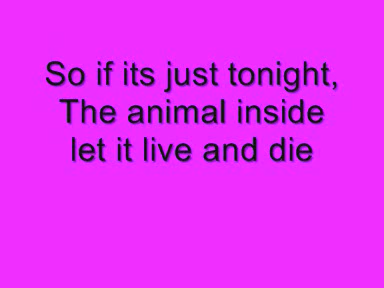 So if its just tonight,
The animal inside
let it live and die